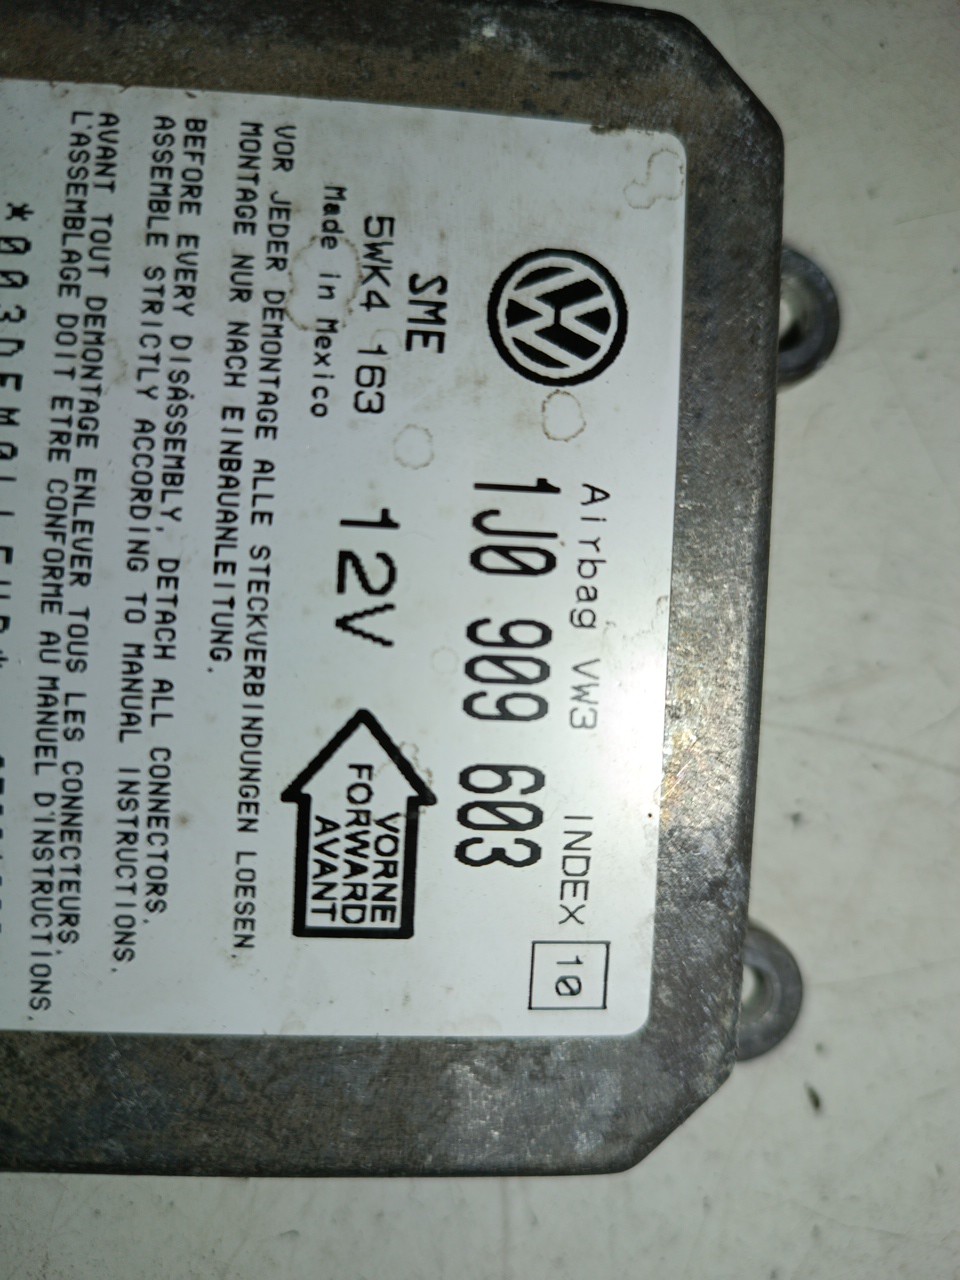 Airbag VW3 INDEX 10
1J0 909 603
SME
5WK4 163 12V
Made in Mexico
VORNE
FORWARD
AVANT
VOR JEDER DEMONTAGE ALLE STECKVERBINDUNGEN LOESEN.
MONTAGE NUR NACH EINBAUANLEITUNG.
BEFORE EVERY DISASSEMBLY, DETACH ALL CONNECTORS.
ASSEMBLE STRICTLY ACCORDING TO MANUAL INSTRUCTIONS.
AVANT TOUT DEMONTAGE ENLEVER TOUS LES CONNECTEURS.
L'ASSEMBLAGE DOIT ETRE CONFORME AU MANUEL D'INSTRUCTIONS.